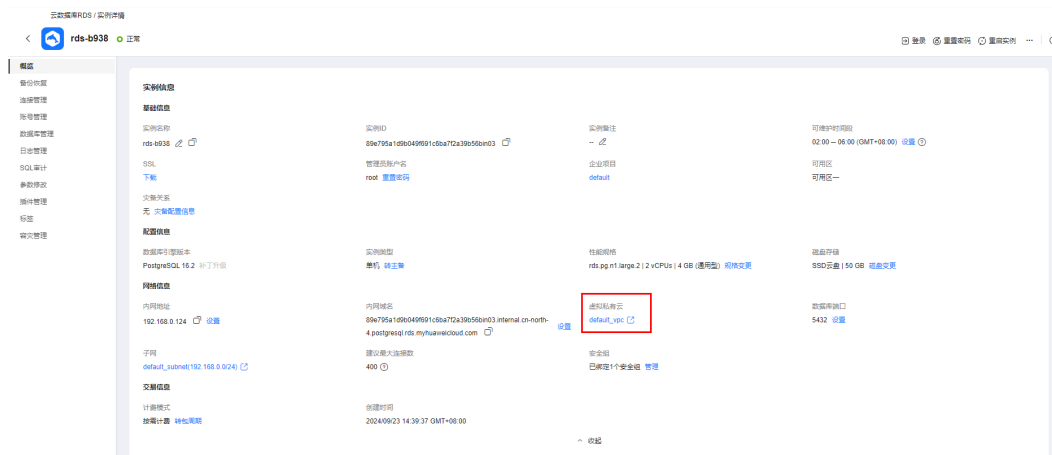 云数据库RDS / 实例详情
rds-b938 正常
登录 重置密码 重启实例 ...
概览
备份恢复
连接管理
账号管理
数据库管理
日志管理
SQL审计
参数修改
插件管理
标签
容灾管理
实例信息
基础信息
实例名称 实例ID 实例备注 可维护时间段
rds-b938 89e795a1d9b049f691c6ba7f2a39b56bin03 -- 02:00 – 06:00 (GMT+08:00) 设置
SSL 管理员账户名 企业项目 可用区
下载 root 重置密码 default 可用区一
灾备关系
无 灾备配置信息
配置信息
数据库引擎版本 实例类型 性能规格 磁盘存储
PostgreSQL 16.2 补丁升级 单机 转主备 rds.pg.n1.large.2 | 2 vCPUs | 4 GB (通用型) 规格变更 SSD云盘 | 50 GB 磁盘变更
网络信息
内网地址 内网域名 虚拟私有云 数据库端口
192.168.0.124 设置 89e795a1d9b049f691c6ba7f2a39b56bin03.internal.cn-north-4.postgresql.rds.myhuaweicloud.com 设置 default_vpc 5432 设置
子网 建议最大连接数 安全组
default_subnet(192.168.0.0/24) 400 已绑定1个安全组 管理
交易信息
计费模式 创建时间
按需计费 转包周期 2024/09/23 14:39:37 GMT+08:00
收起